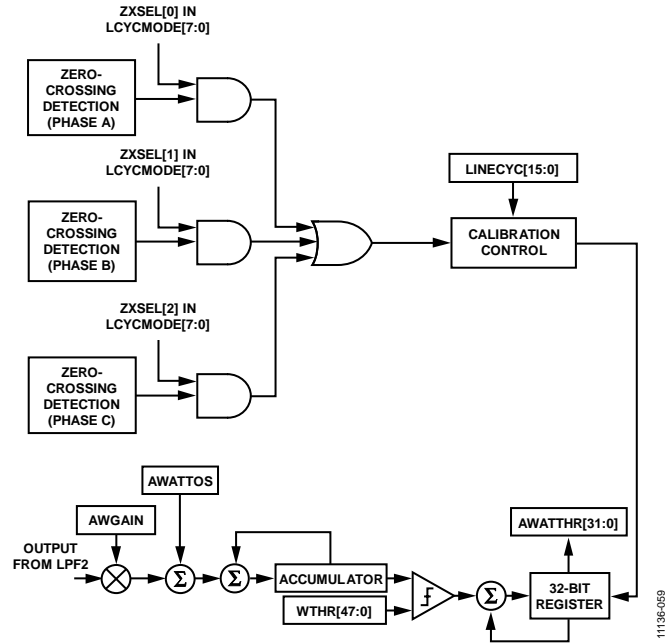 ZXSEL[0] IN
LCYCMODE[7:0]
ZERO-
CROSSING
DETECTION
(PHASE A)
ZXSEL[1] IN
LCYCMODE[7:0]
ZERO-
CROSSING
DETECTION
(PHASE B)
LINECYC[15:0]
CALIBRATION
CONTROL
ZXSEL[2] IN
LCYCMODE[7:0]
ZERO-
CROSSING
DETECTION
(PHASE C)
AWATTOS
AWGAIN
AWATTHR[31:0]
OUTPUT
FROM LPF2
Σ
Σ
ACCUMULATOR
WTHR[47:0]
Σ
32-BIT
REGISTER
11136-059